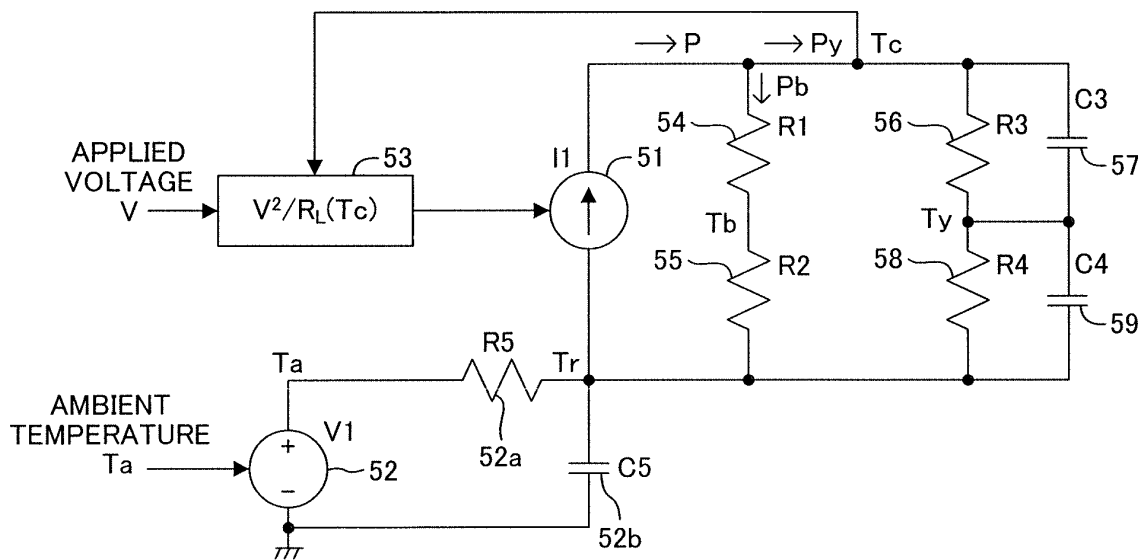 → P → Py Tc
↓ Pb
54 R1 56 R3 C3
57
APPLIED
VOLTAGE
V
53
V²/RL(Tc)
I1 51
Tb Ty
55 R2 58 R4 C4
59
R5
Ta Tr
52a
AMBIENT
TEMPERATURE
Ta
V1
+
−
52
C5
52b